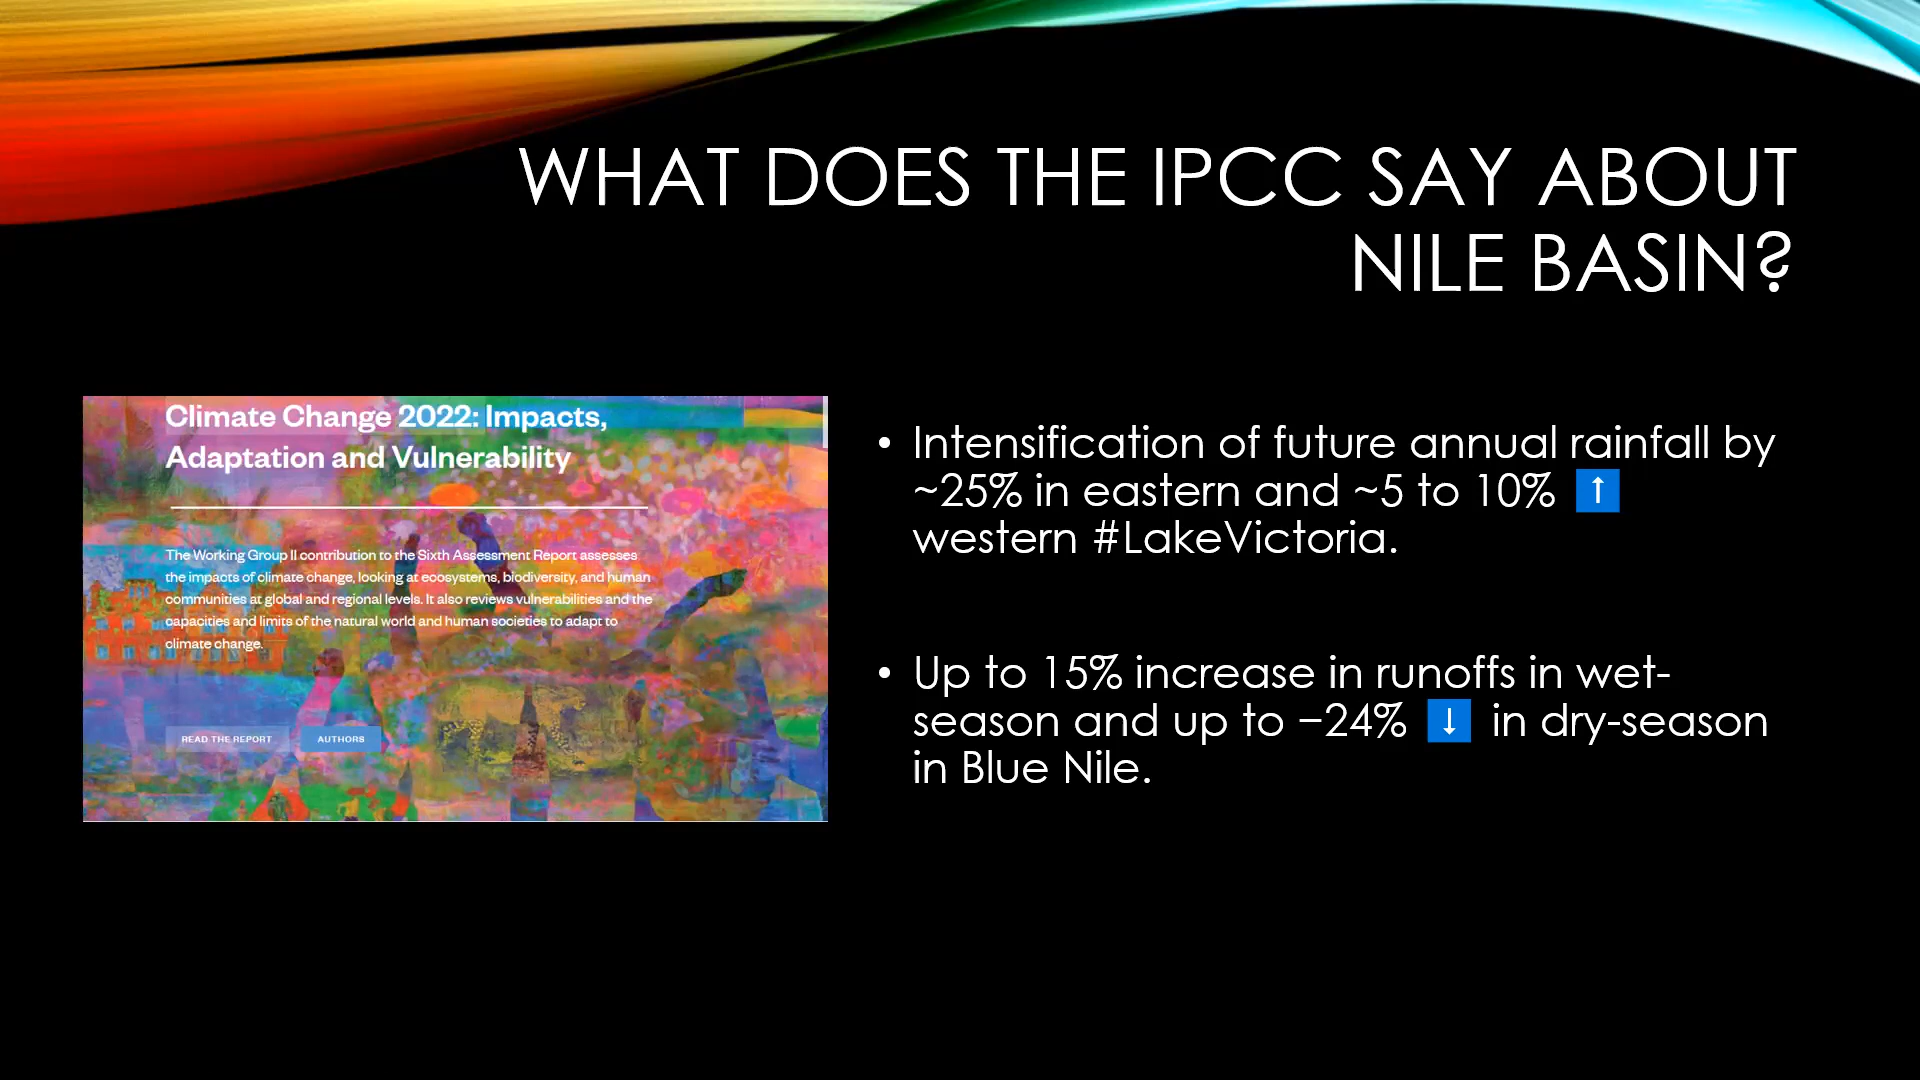 WHAT DOES THE IPCC SAY ABOUT
NILE BASIN?
Climate Change 2022: Impacts,
Adaptation and Vulnerability
The Working Group II contribution to the Sixth Assessment Report assesses
the impacts of climate change, looking at ecosystems, biodiversity, and human
communities at global and regional levels. It also reviews vulnerabilities and the
capacities and limits of the natural world and human societies to adapt to
climate change.
READ THE REPORT AUTHORS
• Intensification of future annual rainfall by
~25% in eastern and ~5 to 10% ⬆
western #LakeVictoria.
• Up to 15% increase in runoffs in wet-
season and up to −24% ⬇ in dry-season
in Blue Nile.